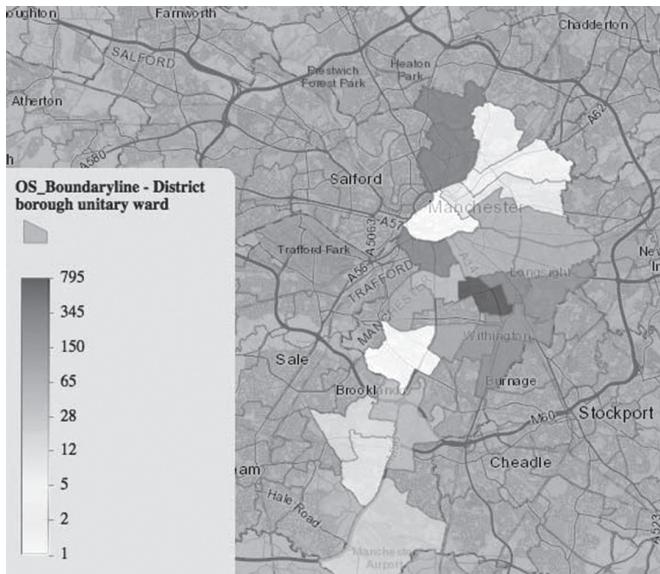 oughton
Farnworth
Chadderton
SALFORD
Heaton
Park
Prestwich
Forest Park
Atherton
A62
h
A580
Salford
Manchester
OS_Boundaryline - District
borough unitary ward
A57
A5063
Trafford Park
A56
TRAFFORD
Longsight
MANCHESTER
Withington
Sale
Burnage
Stockport
M60
Cheadle
am
Hale Road
A523
Manchester
Airport
795
345
150
65
28
12
5
2
1